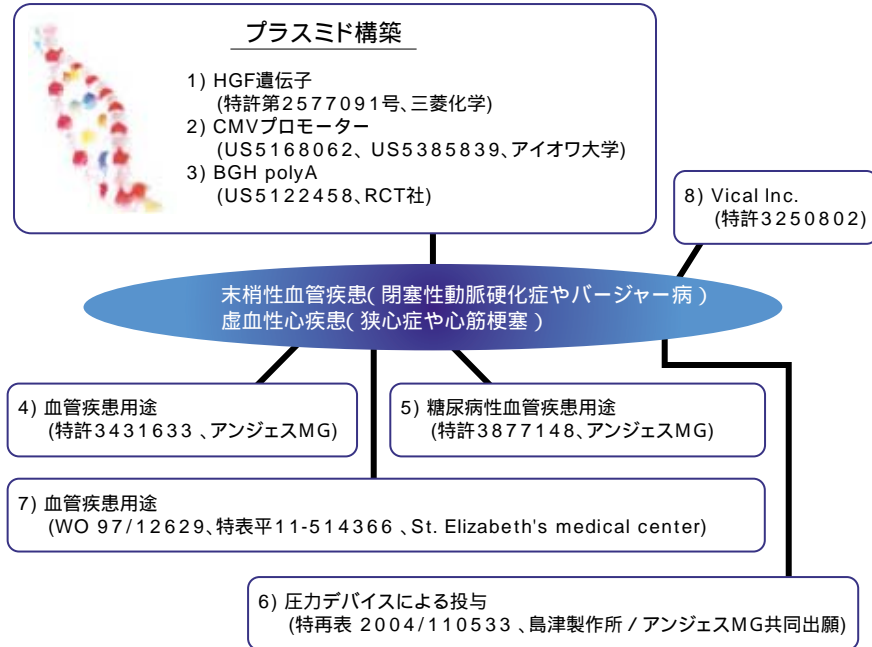 プラスミド構築
1) HGF遺伝子
(特許第2577091号、三菱化学)
2) CMVプロモーター
(US5168062、US5385839、アイオワ大学)
3) BGH polyA
(US5122458、RCT社)
8) Vical Inc.
(特許3250802)
末梢性血管疾患(閉塞性動脈硬化症やバージャー病)
虚血性心疾患(狭心症や心筋梗塞)
4) 血管疾患用途
(特許3431633、アンジェスMG)
5) 糖尿病性血管疾患用途
(特許3877148、アンジェスMG)
7) 血管疾患用途
(WO 97/12629、特表平11-514366、St. Elizabeth's medical center)
6) 圧力デバイスによる投与
(特再表 2004/110533、島津製作所/アンジェスMG共同出願)